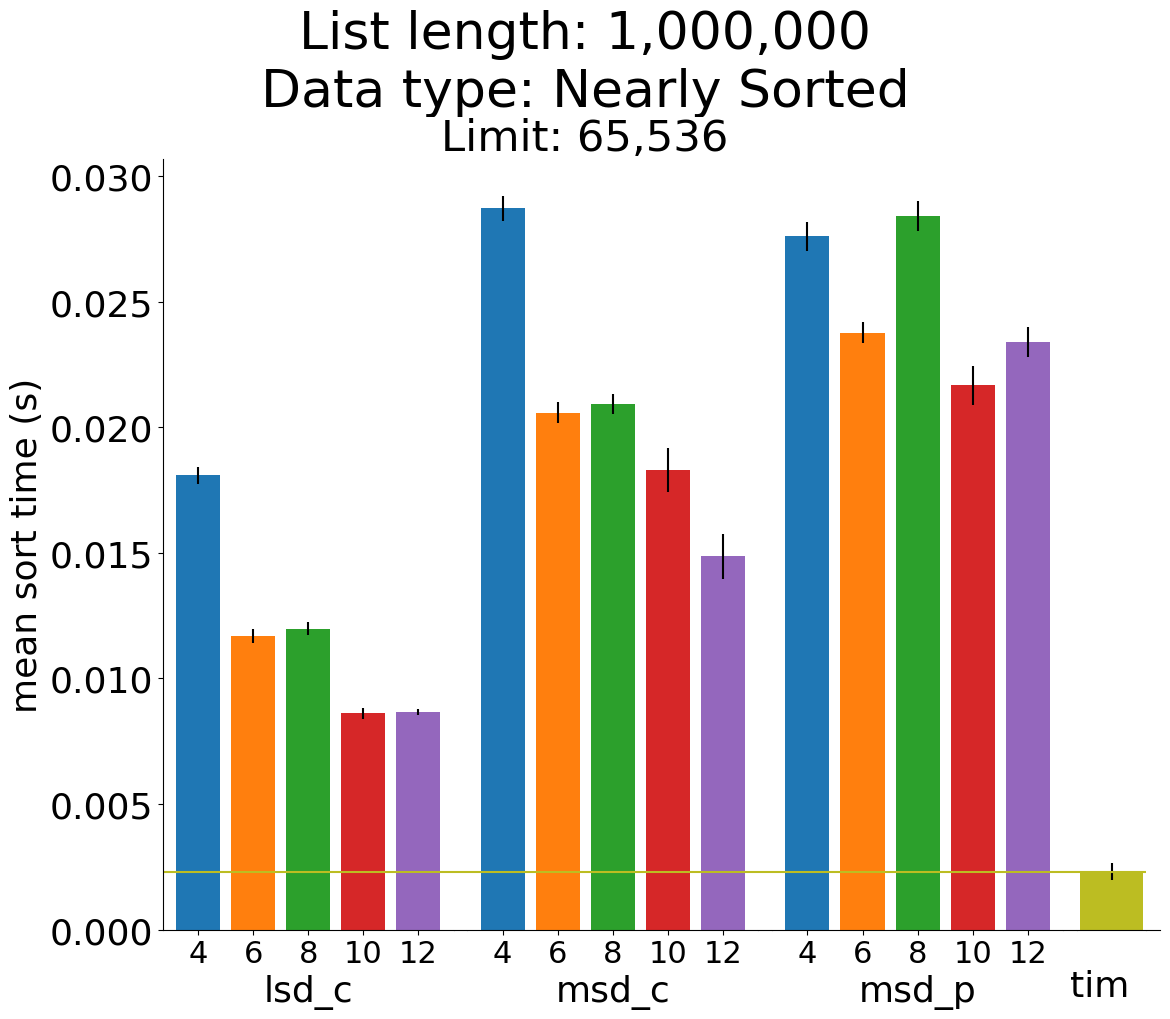 List length: 1,000,000
Data type: Nearly Sorted
Limit: 65,536
mean sort time (s)
0.030
0.025
0.020
0.015
0.010
0.005
0.000
4 6 8 10 12 4 6 8 10 12 4 6 8 10 12
lsd_c msd_c msd_p tim